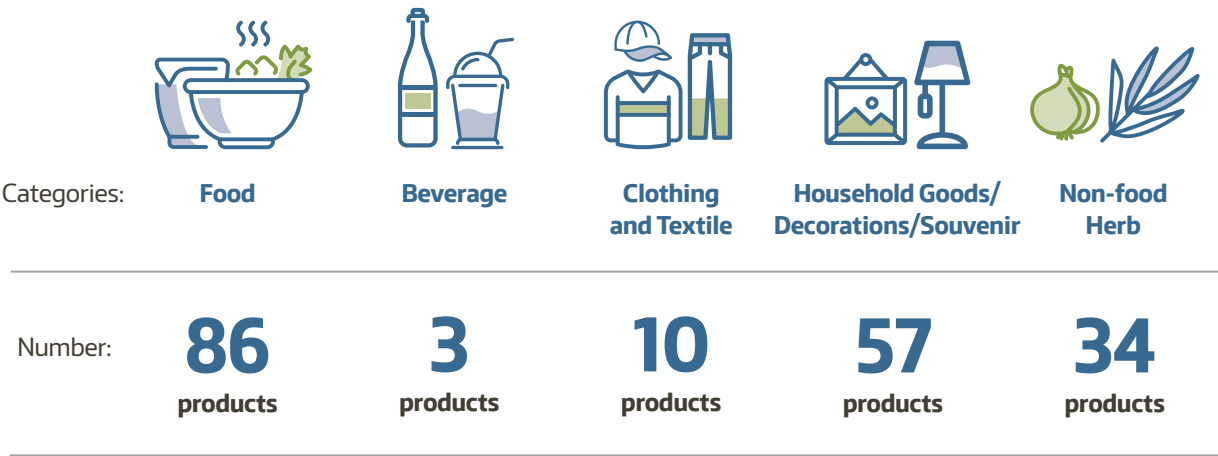 Categories:
Food
Beverage
Clothing
and Textile
Household Goods/
Decorations/Souvenir
Non-food
Herb
Number:
86
products
3
products
10
products
57
products
34
products